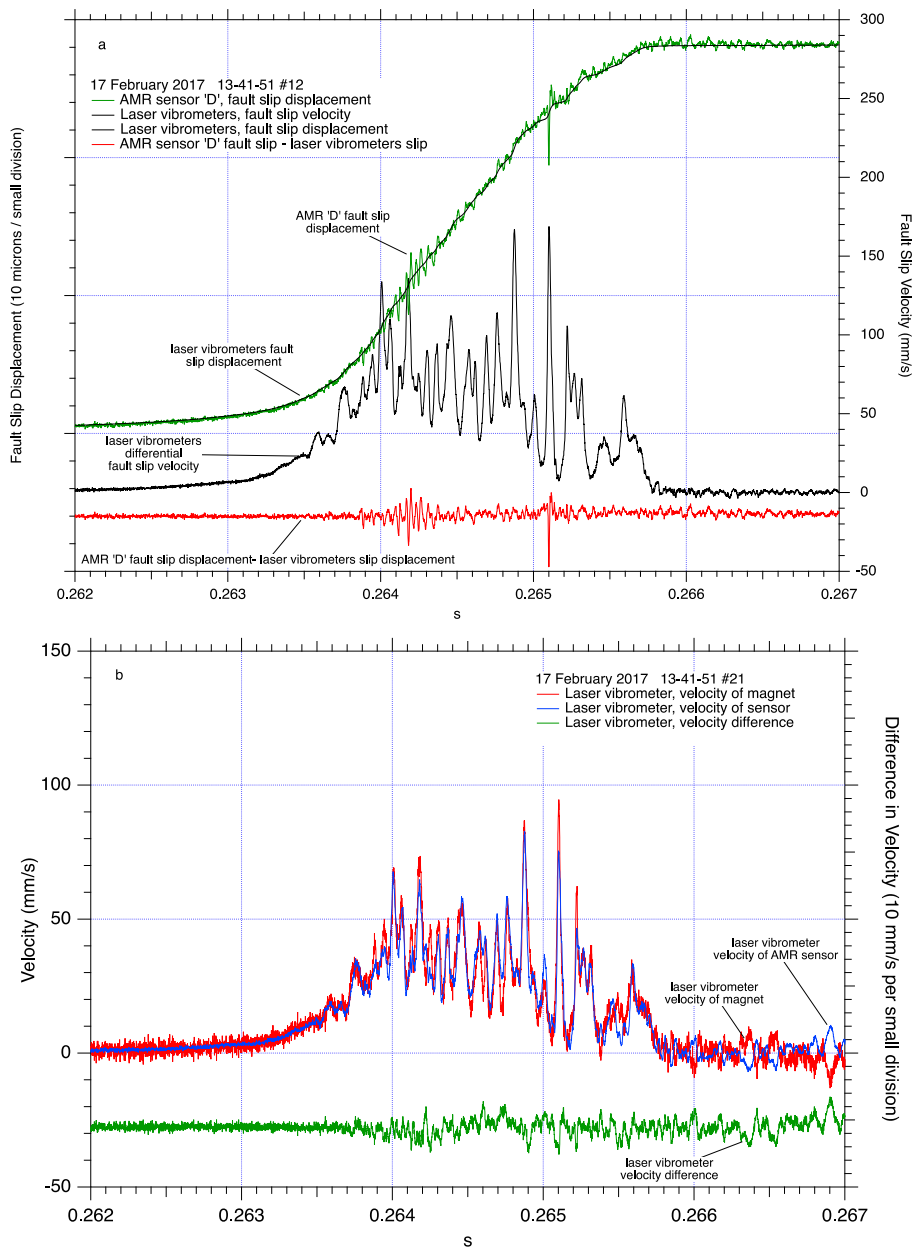 a
17 February 2017 13-41-51 #12
AMR sensor 'D', fault slip displacement
Laser vibrometers, fault slip velocity
Laser vibrometers, fault slip displacement
AMR sensor 'D' fault slip - laser vibrometers slip
AMR 'D' fault slip
displacement
laser vibrometers fault
slip displacement
laser vibrometers
differential
fault slip velocity
AMR 'D' fault slip displacement- laser vibrometers slip displacement
Fault Slip Displacement (10 microns / small division)
300
250
200
150
100
50
0
-50
Fault Slip Velocity
(mm/s)
0.262
0.263
0.264
0.265
0.266
0.267
s
b
17 February 2017 13-41-51 #21
Laser vibrometer, velocity of magnet
Laser vibrometer, velocity of sensor
Laser vibrometer, velocity difference
150
100
50
0
-50
Velocity (mm/s)
laser vibrometer
velocity of AMR sensor
laser vibrometer
velocity of magnet
laser vibrometer
velocity difference
Difference in Velocity (10 mm/s per small division)
0.262
0.263
0.264
0.265
0.266
0.267
s